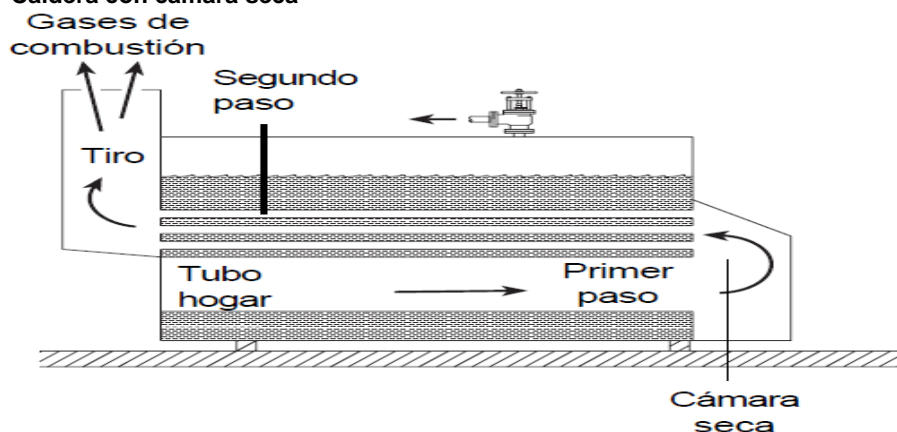 Caldera con cámara seca
Gases de
combustión
Segundo
paso
Tiro
Tubo
hogar
Primer
paso
Cámara
seca